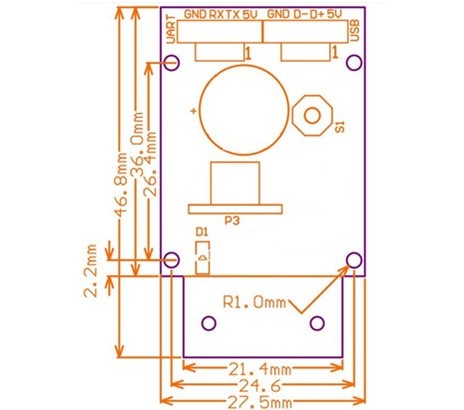 GND RXTX 5V GND D- D+ 5V
UART
USB
1
1
+
S1
P3
D1
46.8mm
36.0mm
26.4mm
2.2mm
R1.0mm
21.4mm
24.6
27.5mm